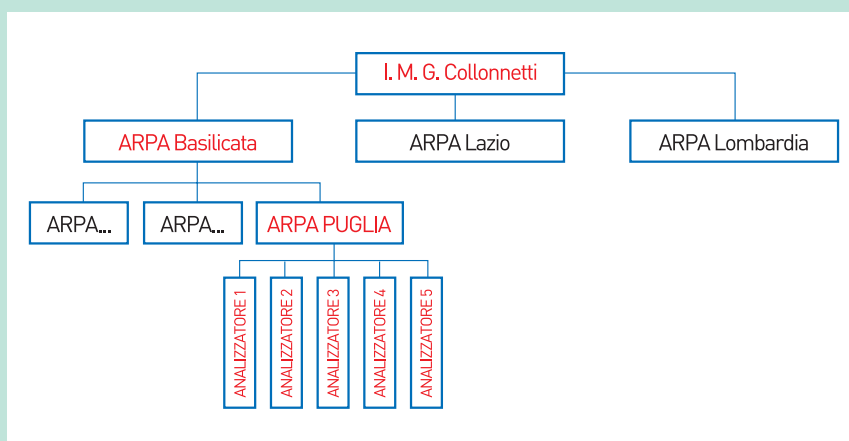 I. M. G. Collonnetti
ARPA Basilicata
ARPA Lazio
ARPA Lombardia
ARPA...
ARPA...
ARPA PUGLIA
ANALIZZATORE 1
ANALIZZATORE 2
ANALIZZATORE 3
ANALIZZATORE 4
ANALIZZATORE 5